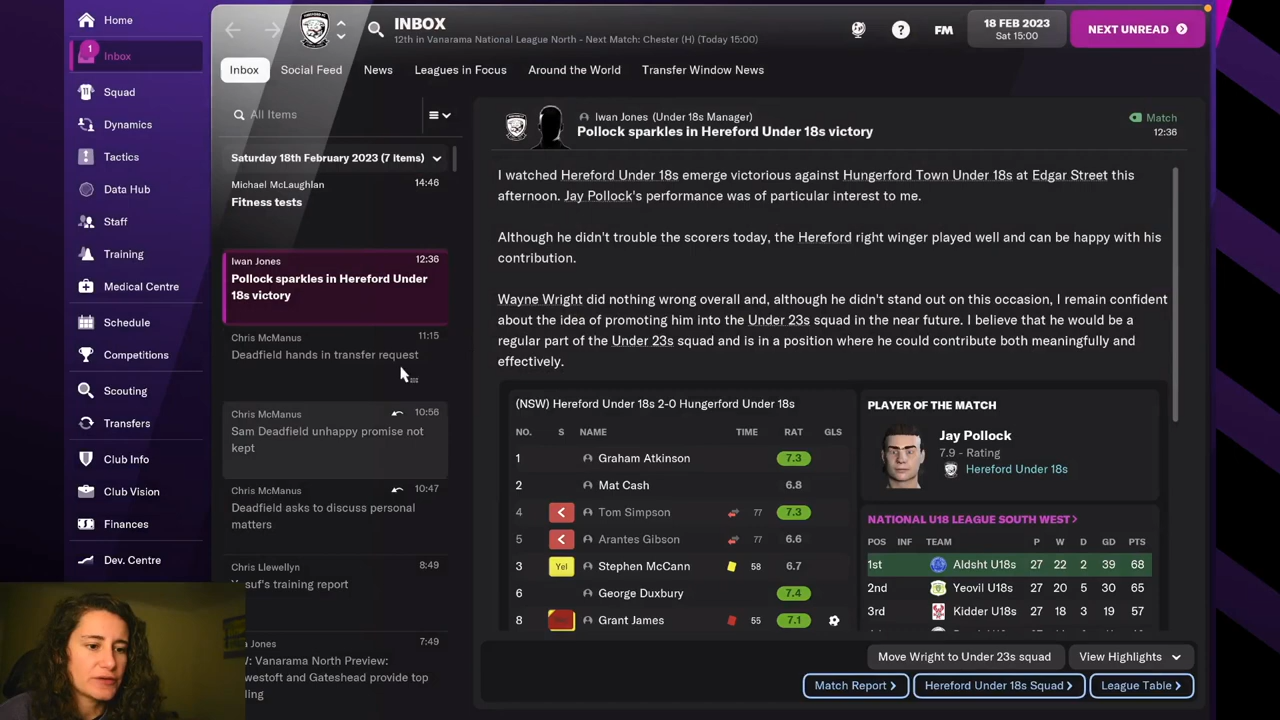 Home
1
Inbox
Squad
Dynamics
Tactics
Data Hub
Staff
Training
Medical Centre
Schedule
Competitions
Scouting
Transfers
Club Info
Club Vision
Finances
Dev. Centre
INBOX
12th in Vanarama National League North - Next Match: Chester (H) (Today 15:00)
?
FM
18 FEB 2023
Sat 15:00
NEXT UNREAD
Inbox
Social Feed
News
Leagues in Focus
Around the World
Transfer Window News
All Items
Saturday 18th February 2023 (7 Items)
Michael McLaughlan 14:46
Fitness tests
Iwan Jones 12:36
Pollock sparkles in Hereford Under
18s victory
Chris McManus 11:15
Deadfield hands in transfer request
Chris McManus 10:56
Sam Deadfield unhappy promise not
kept
Chris McManus 10:47
Deadfield asks to discuss personal
matters
Chris Llewellyn 8:49
training report
Jones 7:49
Vanarama North Preview:
and Gateshead provide top
Iwan Jones (Under 18s Manager)
Pollock sparkles in Hereford Under 18s victory
Match
12:36
I watched Hereford Under 18s emerge victorious against Hungerford Town Under 18s at Edgar Street this
afternoon. Jay Pollock's performance was of particular interest to me.
Although he didn't trouble the scorers today, the Hereford right winger played well and can be happy with his
contribution.
Wayne Wright did nothing wrong overall and, although he didn't stand out on this occasion, I remain confident
about the idea of promoting him into the Under 23s squad in the near future. I believe that he would be a
regular part of the Under 23s squad and is in a position where he could contribute both meaningfully and
effectively.
(NSW) Hereford Under 18s 2-0 Hungerford Under 18s
NO. S NAME TIME RAT GLS
1 Graham Atkinson 7.3
2 Mat Cash 6.8
4 Tom Simpson 77 7.3
5 Arantes Gibson 77 6.6
3 Yel Stephen McCann 58 6.7
6 George Duxbury 7.4
8 Grant James 55 7.1
PLAYER OF THE MATCH
Jay Pollock
7.9 - Rating
Hereford Under 18s
NATIONAL U18 LEAGUE SOUTH WEST
POS INF TEAM P W D GD PTS
1st Aldsht U18s 27 22 2 39 68
2nd Yeovil U18s 27 20 5 30 65
3rd Kidder U18s 27 18 3 19 57
Move Wright to Under 23s squad
View Highlights
Match Report
Hereford Under 18s Squad
League Table